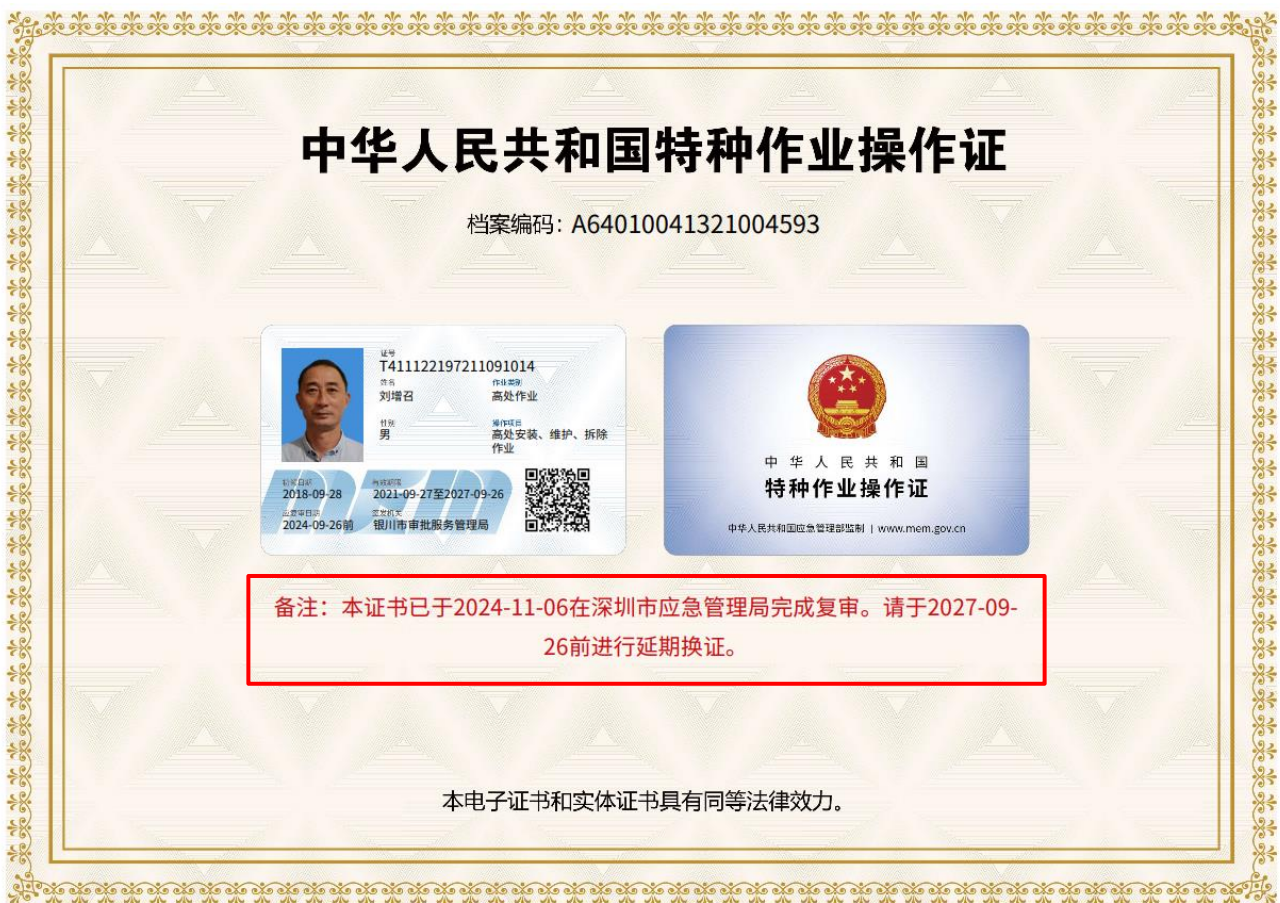 中华人民共和国特种作业操作证
档案编码：A64010041321004593
证号
T411122197211091014
姓名
刘增召
作业类别
高处作业
性别
男
操作项目
高处安装、维护、拆除
作业
初领日期
2018-09-28
有效期限
2021-09-27至2027-09-26
应复审日期
2024-09-26前
签发机关
银川市审批服务管理局
中华人民共和国
特种作业操作证
中华人民共和国应急管理部监制 | www.mem.gov.cn
备注：本证书已于2024-11-06在深圳市应急管理局完成复审。请于2027-09-
26前进行延期换证。
本电子证书和实体证书具有同等法律效力。